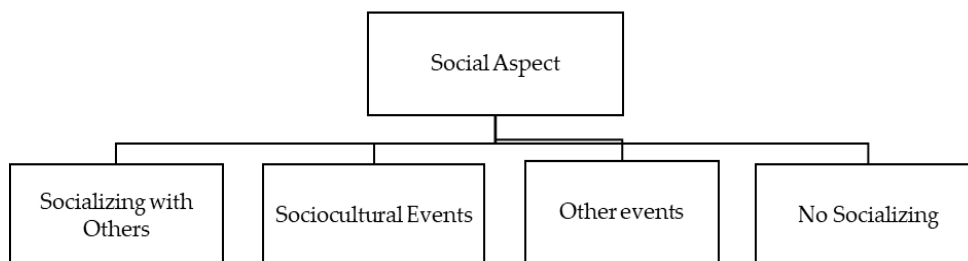 Social Aspect
Socializing with
Others
Sociocultural Events
Other events
No Socializing